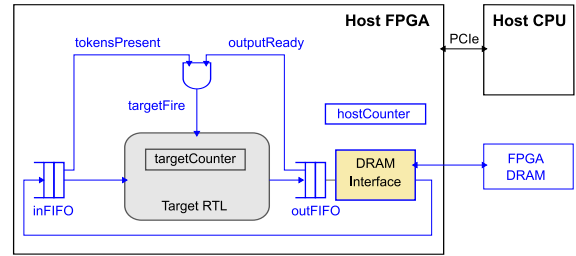 Host FPGA
Host CPU
PCIe
tokensPresent
outputReady
targetFire
hostCounter
targetCounter
Target RTL
inFIFO
outFIFO
DRAM
Interface
FPGA
DRAM